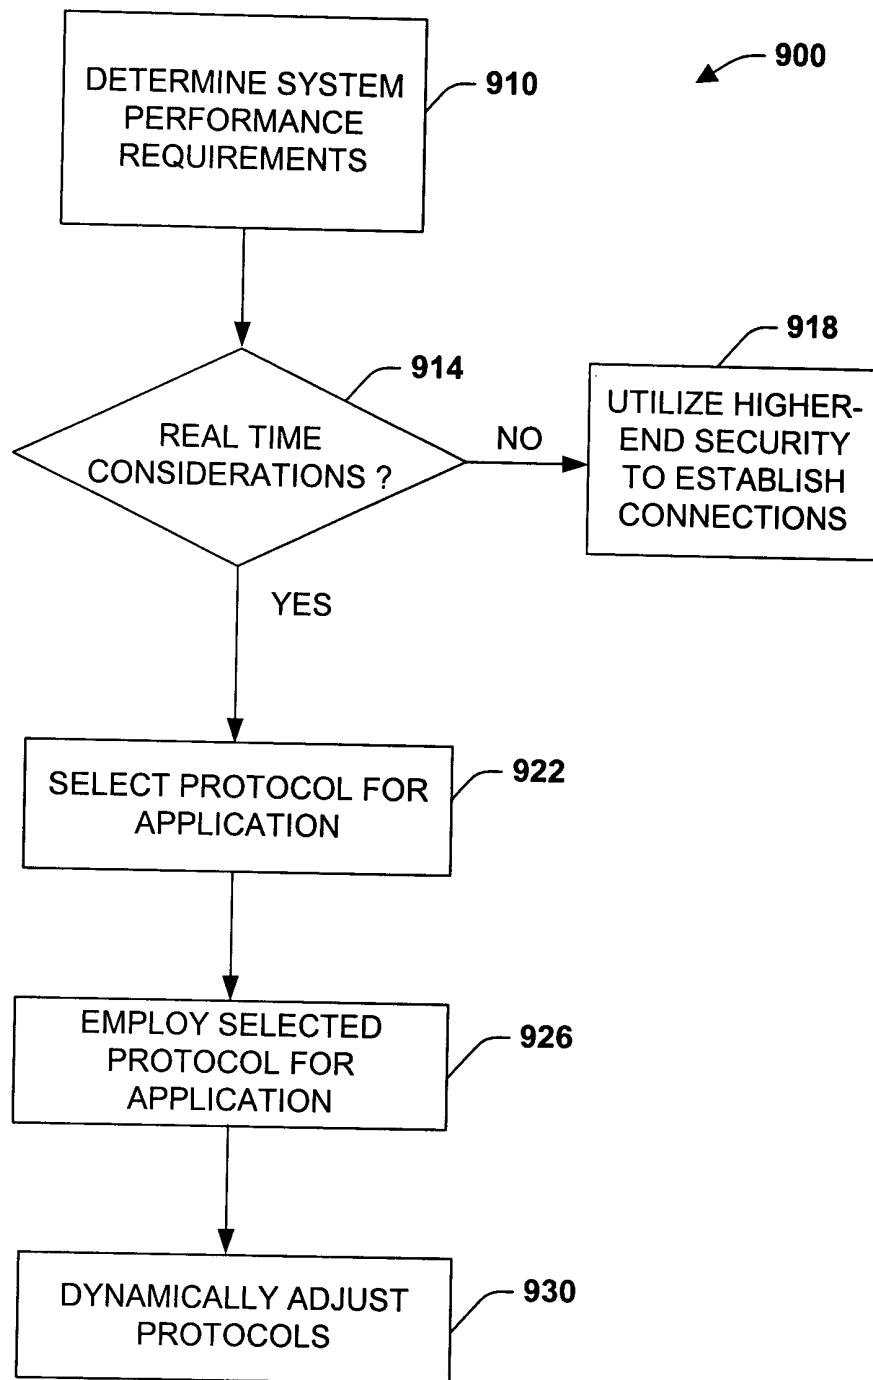 900
DETERMINE SYSTEM
PERFORMANCE
REQUIREMENTS
910
REAL TIME
CONSIDERATIONS ?
914
NO
UTILIZE HIGHER-
END SECURITY
TO ESTABLISH
CONNECTIONS
918
YES
SELECT PROTOCOL FOR
APPLICATION
922
EMPLOY SELECTED
PROTOCOL FOR
APPLICATION
926
DYNAMICALLY ADJUST
PROTOCOLS
930